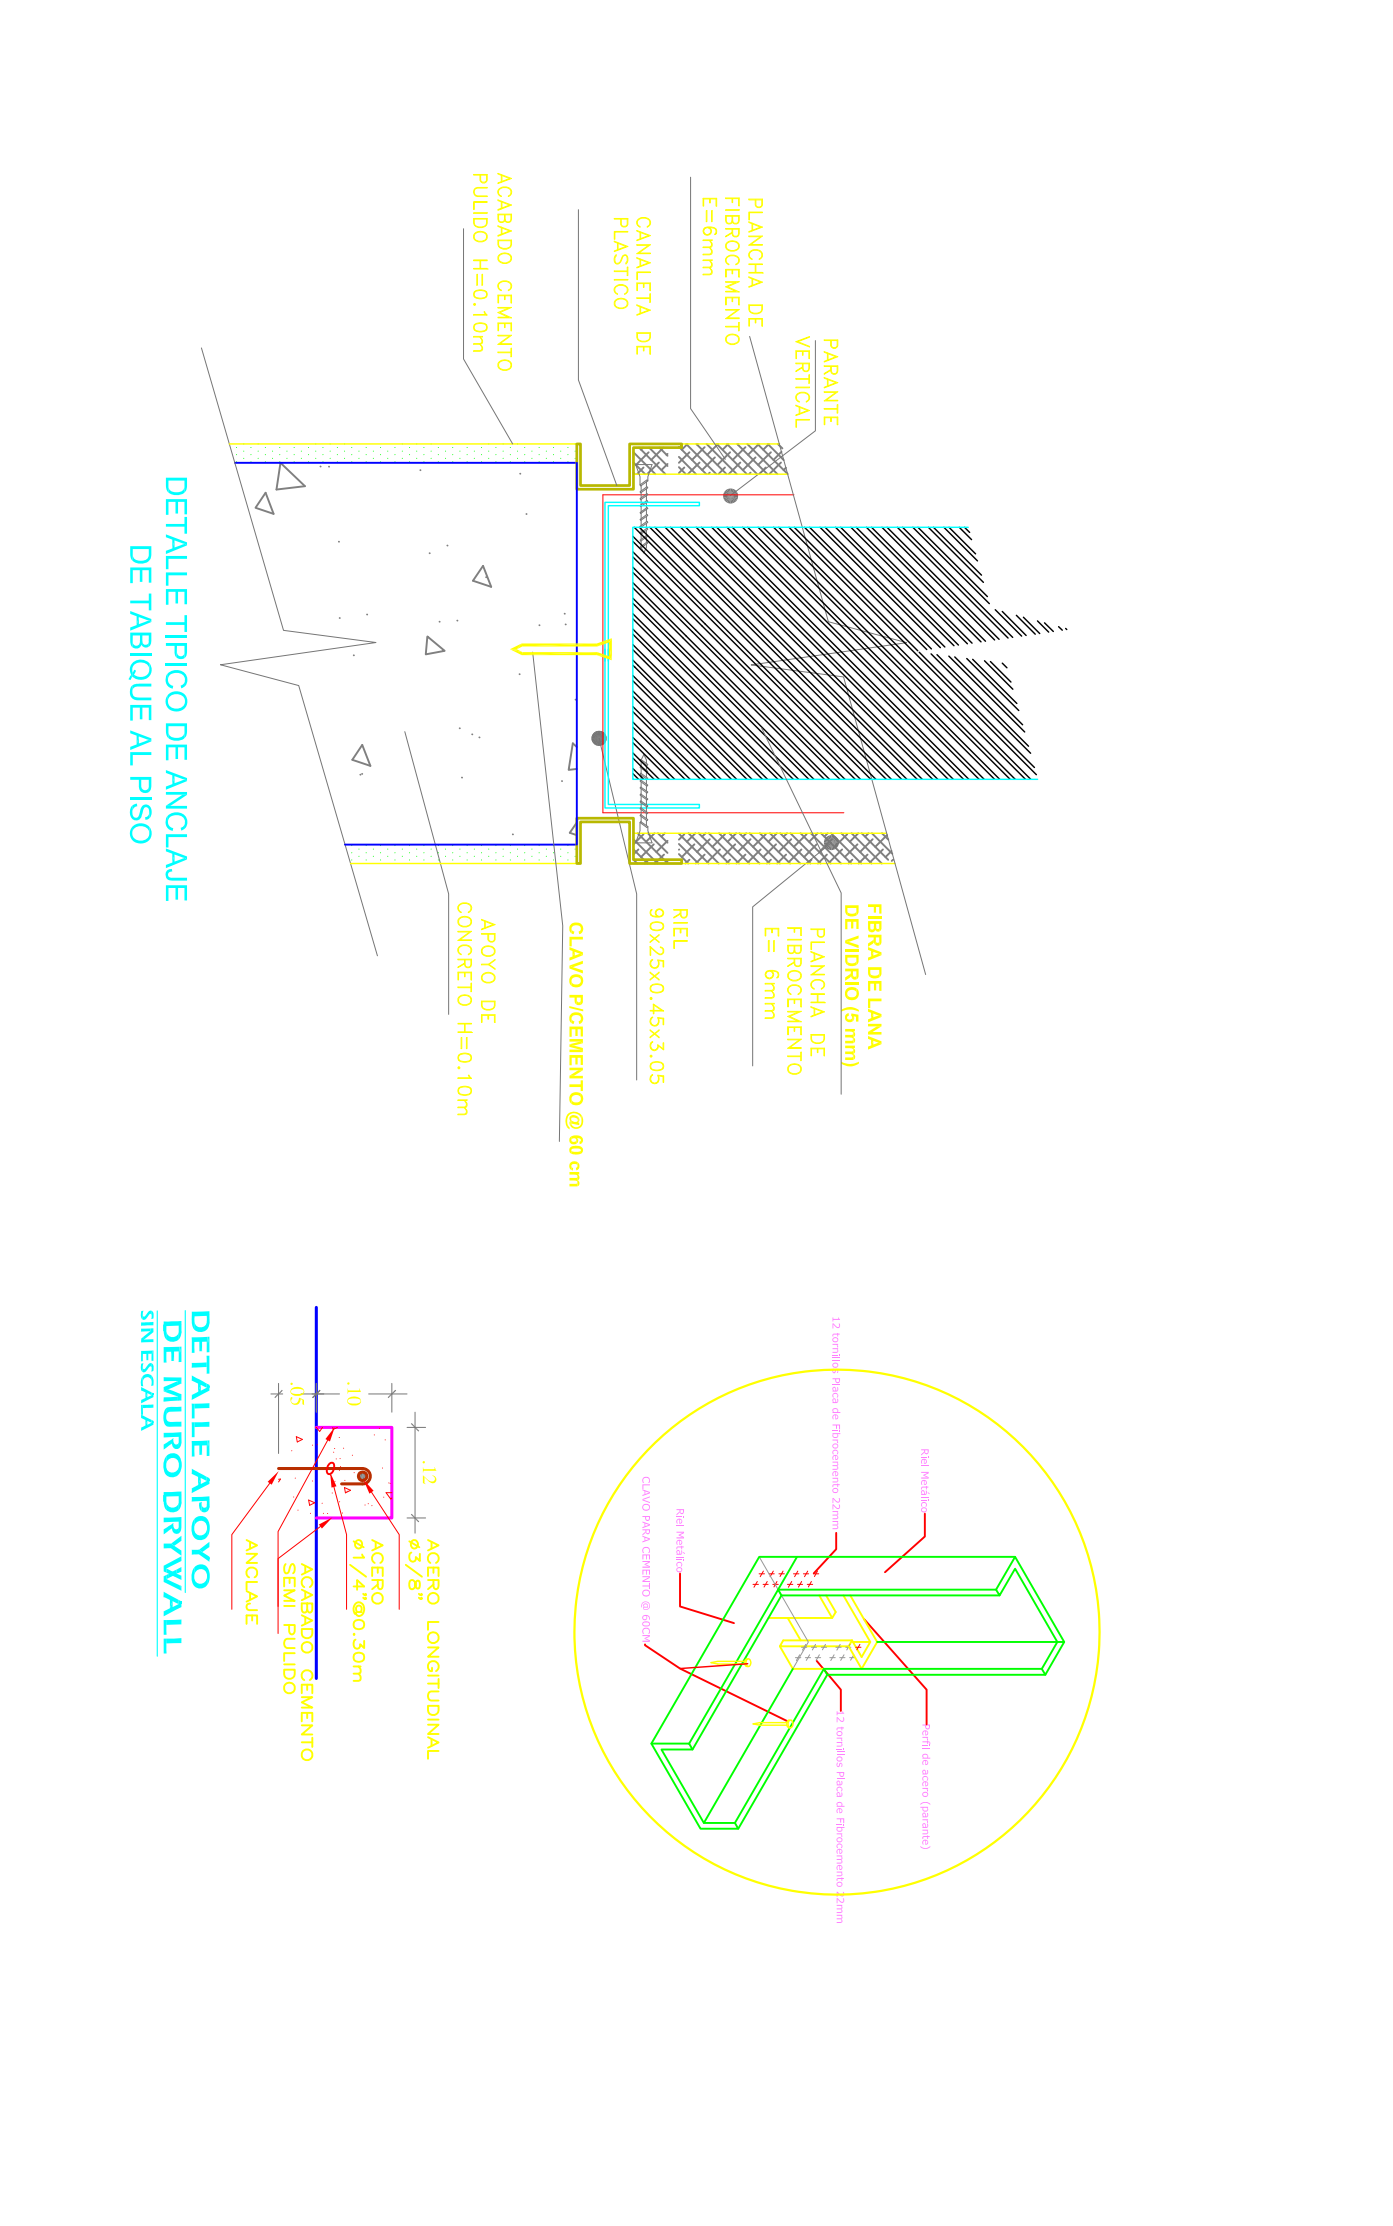 PARANTE
VERTICAL
PLANCHA DE
FIBROCEMENTO
E=6mm
CANALETA DE
PLASTICO
ACABADO CEMENTO
PULIDO H=0.10m
FIBRA DE LANA
DE VIDRIO (5 mm)
PLANCHA DE
FIBROCEMENTO
E= 6mm
RIEL
90x25x0.45x3.05
CLAVO P/CEMENTO @ 60 cm
APOYO DE
CONCRETO H=0.10m
DETALLE TIPICO DE ANCLAJE
DE TABIQUE AL PISO
Riel Metálico
12 tornillos Placa de Fibrocemento 22mm
Riel Metálico
CLAVO PARA CEMENTO @ 60CM
Perfil de acero (parante)
12 tornillos Placa de Fibrocemento 22mm
.12
.10
.05
ACERO LONGITUDINAL
ø3/8"
ACERO
ø1/4"@0.30m
ACABADO CEMENTO
SEMI PULIDO
ANCLAJE
DETALLE APOYO
DE MURO DRYWALL
SIN ESCALA